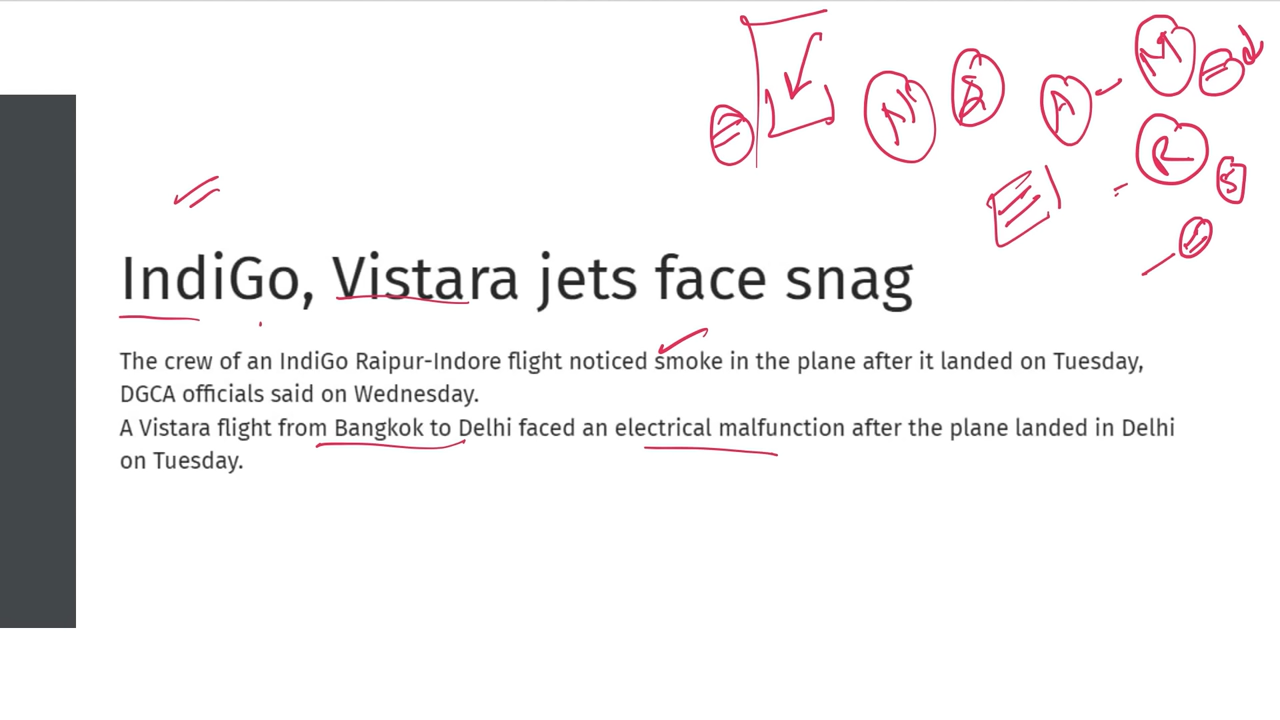 M
N
A
R
S
IndiGo, Vistara jets face snag
The crew of an IndiGo Raipur-Indore flight noticed smoke in the plane after it landed on Tuesday,
DGCA officials said on Wednesday.
A Vistara flight from Bangkok to Delhi faced an electrical malfunction after the plane landed in Delhi
on Tuesday.